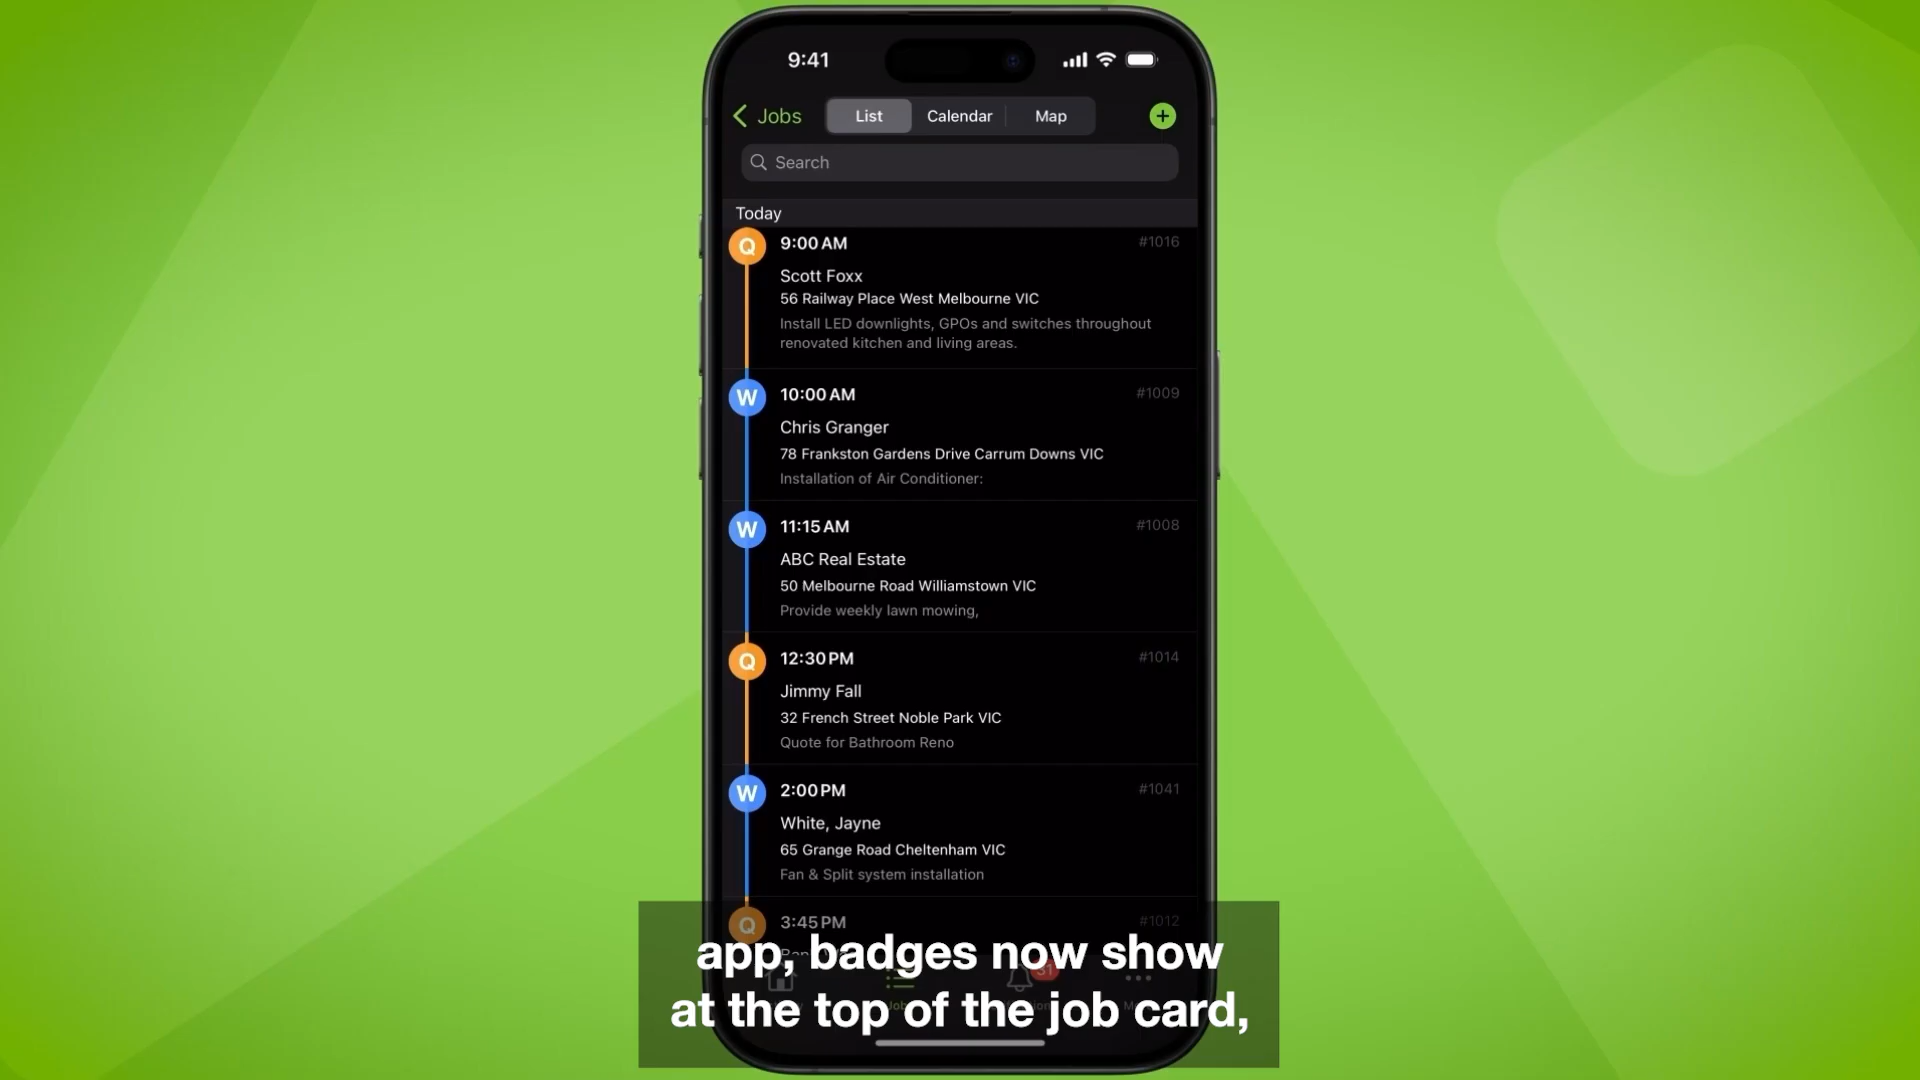 9:41
Jobs
List
Calendar
Map
Search
Today
Q
9:00 AM
#1016
Scott Foxx
56 Railway Place West Melbourne VIC
Install LED downlights, GPOs and switches throughout
renovated kitchen and living areas.
W
10:00 AM
#1009
Chris Granger
78 Frankston Gardens Drive Carrum Downs VIC
Installation of Air Conditioner:
W
11:15 AM
#1008
ABC Real Estate
50 Melbourne Road Williamstown VIC
Provide weekly lawn mowing,
Q
12:30 PM
#1014
Jimmy Fall
32 French Street Noble Park VIC
Quote for Bathroom Reno
W
2:00 PM
#1041
White, Jayne
65 Grange Road Cheltenham VIC
Fan & Split system installation
Q
3:45 PM
#1012
31
app, badges now show
at the top of the job card,